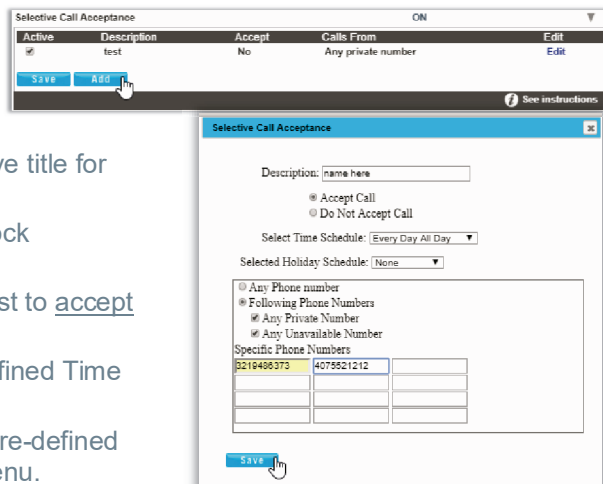 Selective Call Acceptance ON
Active Description Accept Calls From Edit
test No Any private number Edit
Save Add
See instructions
ve title for
ock
st to accept
fined Time
re-defined
enu.
Selective Call Acceptance
Description: name here
Accept Call
Do Not Accept Call
Select Time Schedule: Every Day All Day
Selected Holiday Schedule: None
Any Phone number
Following Phone Numbers
Any Private Number
Any Unavailable Number
Specific Phone Numbers
3219486373 4075521212
Save